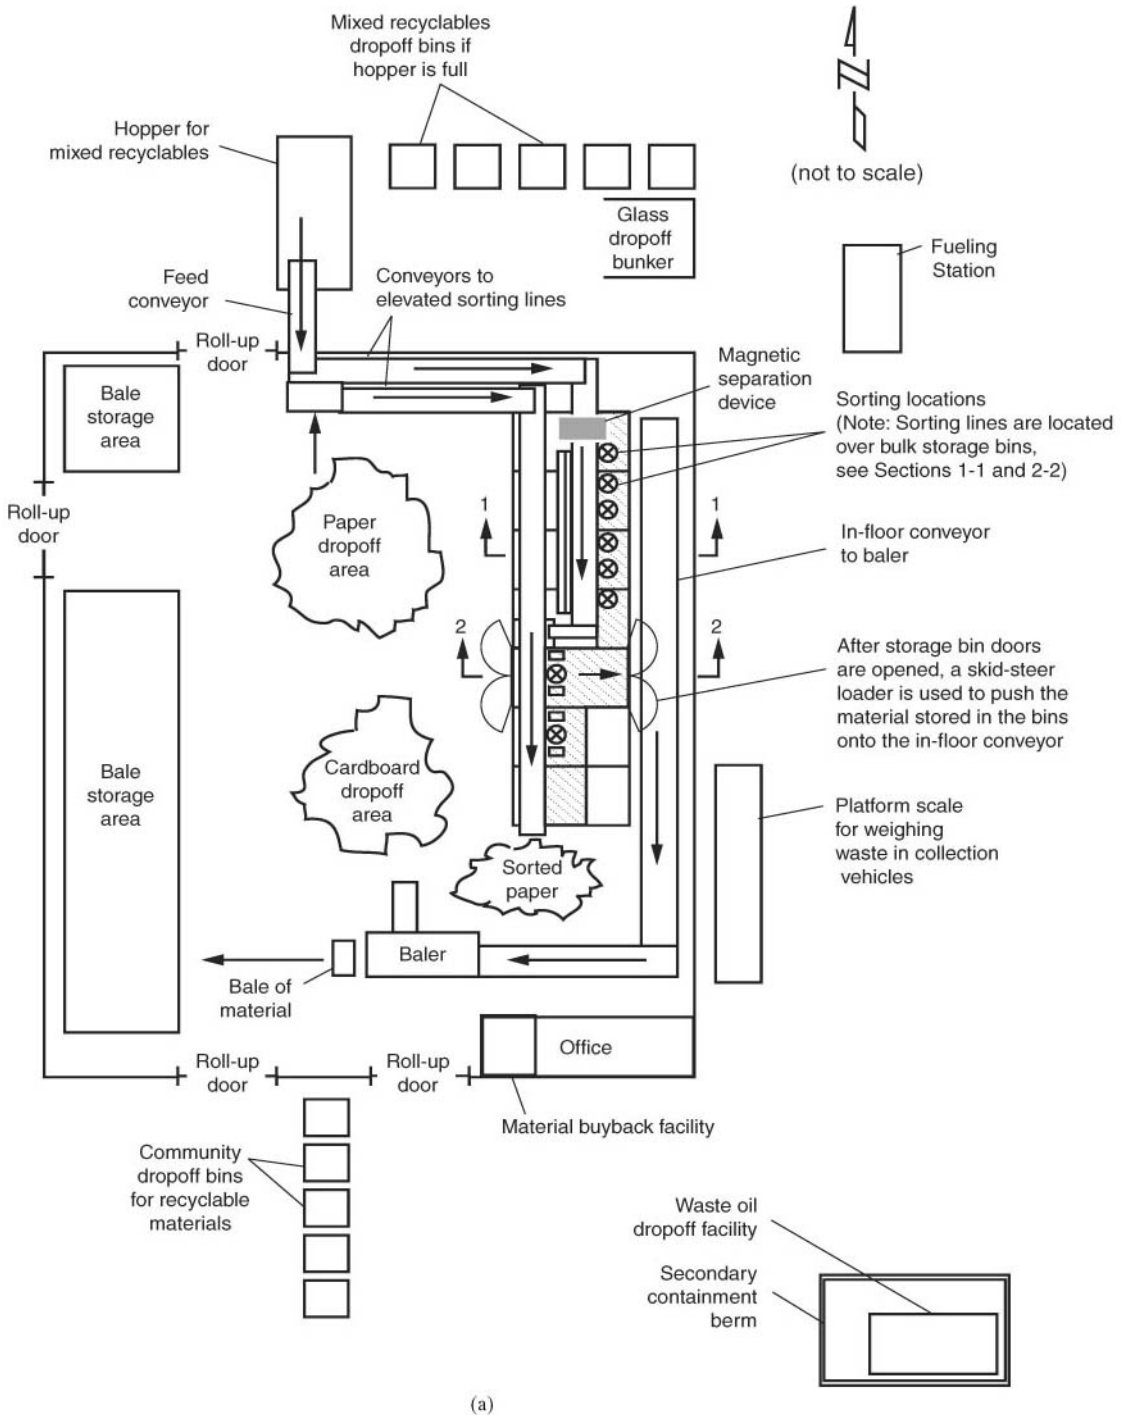 Mixed recyclables
dropoff bins if
hopper is full
Hopper for
mixed recyclables
(not to scale)
Glass
dropoff
bunker
Fueling
Station
Feed
conveyor
Conveyors to
elevated sorting lines
Roll-up
door
Magnetic
separation
device
Bale
storage
area
Sorting locations
(Note: Sorting lines are located
over bulk storage bins,
see Sections 1-1 and 2-2)
Roll-up
door
Paper
dropoff
area
1
1
In-floor conveyor
to baler
2
2
After storage bin doors
are opened, a skid-steer
loader is used to push the
material stored in the bins
onto the in-floor conveyor
Bale
storage
area
Cardboard
dropoff
area
Platform scale
for weighing
waste in collection
vehicles
Sorted
paper
Baler
Bale of
material
Office
Roll-up
door
Roll-up
door
Material buyback facility
Community
dropoff bins
for recyclable
materials
Waste oil
dropoff facility
Secondary
containment
berm
(a)
N